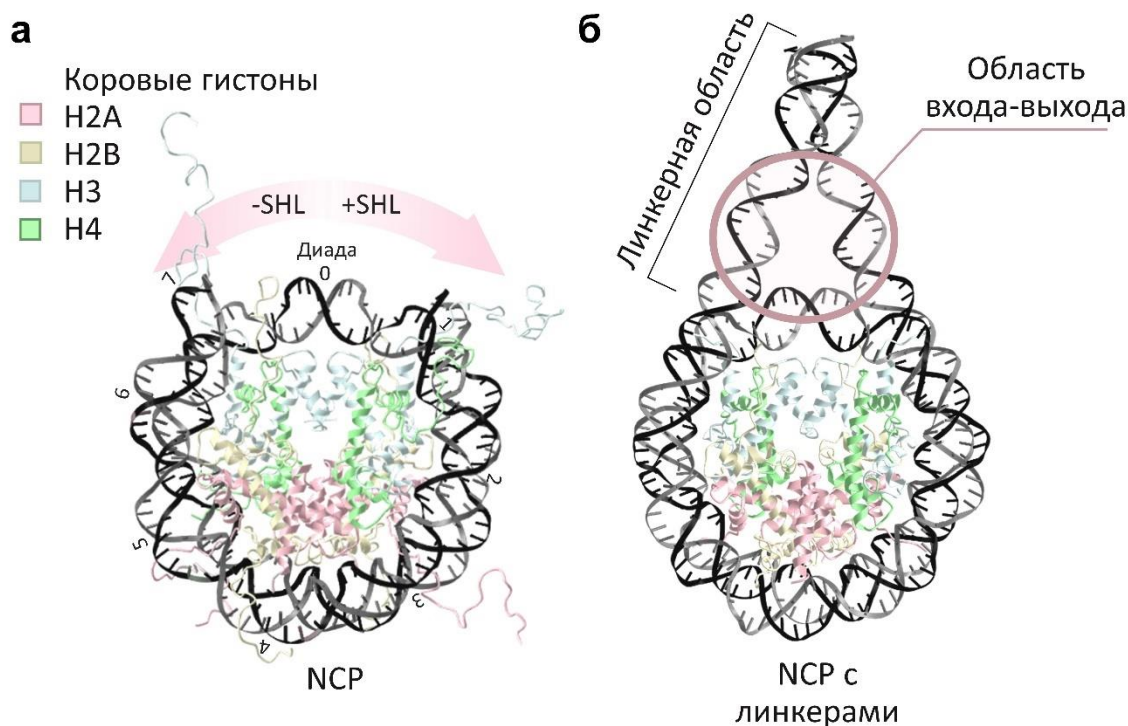 а
Коровые гистоны
H2A
H2B
H3
H4
-SHL +SHL
Диада
0
1
2
3
4
5
6
7
NCP
б
Линкерная область
Область
входа-выхода
NCP с
линкерами